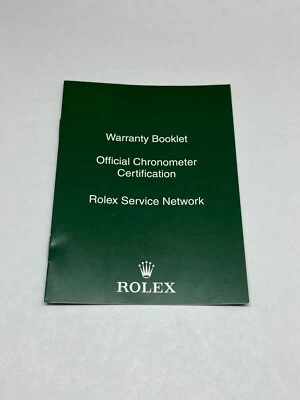 Warranty Booklet
Official Chronometer
Certification
Rolex Service Network
ROLEX